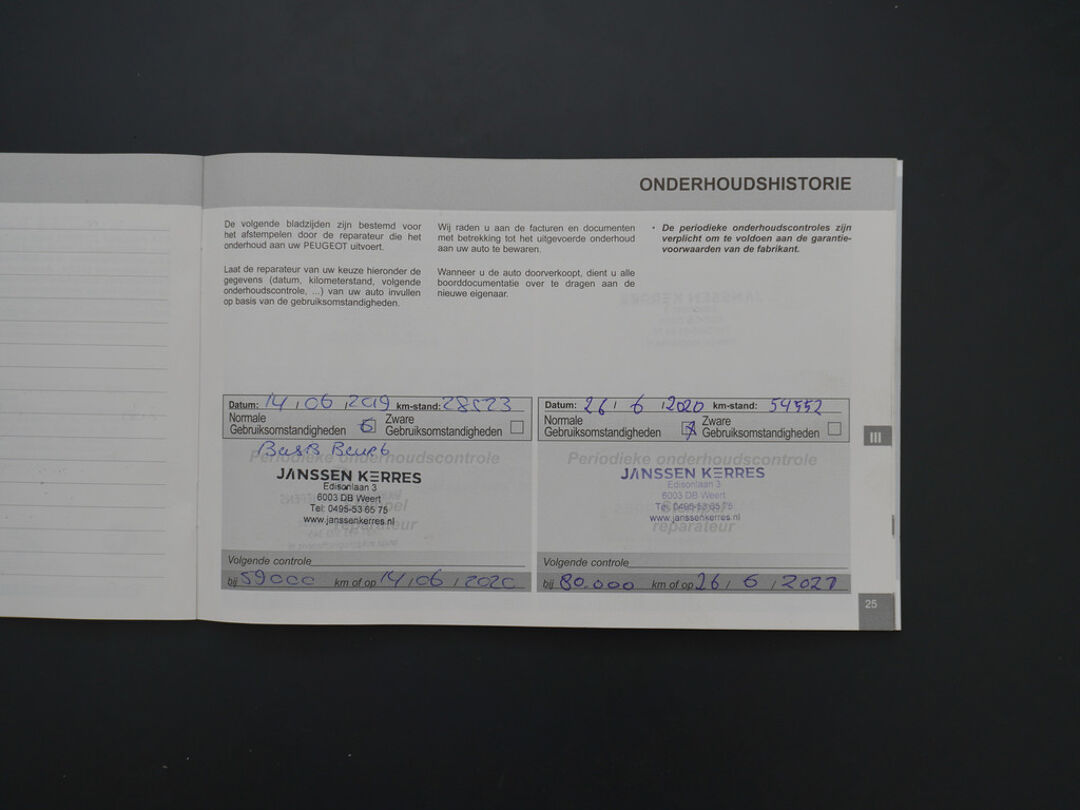 ONDERHOUDSHISTORIE
De volgende bladzijden zijn bestemd voor
het afstempelen door de reparateur die het
onderhoud aan uw PEUGEOT uitvoert.
Laat de reparateur van uw keuze hieronder de
gegevens (datum, kilometerstand, volgende
onderhoudscontrole, ...) van uw auto invullen
op basis van de gebruiksomstandigheden.
Wij raden u aan de facturen en documenten
met betrekking tot het uitgevoerde onderhoud
aan uw auto te bewaren.
Wanneer u de auto doorverkoopt, dient u alle
boorddocumentatie over te dragen aan de
nieuwe eigenaar.
• De periodieke onderhoudscontroles zijn
verplicht om te voldoen aan de garantie-
voorwaarden van de fabrikant.
Datum: 14 / 06 / 2019 km-stand: 28523
Normale
Gebruiksomstandigheden
Zware
Gebruiksomstandigheden
Periodieke onderhoudscontrole
JANSSEN KERRES
Edisonlaan 3
6003 DB Weert
Tel: 0495-53 65 75
www.janssenkerres.nl
reparateur
Volgende controle
bij 59000 km of op 14 / 06 / 2020
Datum: 26 / 6 / 2020 km-stand: 54552
Normale
Gebruiksomstandigheden
Zware
Gebruiksomstandigheden
Periodieke onderhoudscontrole
JANSSEN KERRES
Edisonlaan 3
6003 DB Weert
Tel: 0495-53 65 75
www.janssenkerres.nl
reparateur
Volgende controle
bij 80.000 km of op 26 / 6 / 2021
III
25